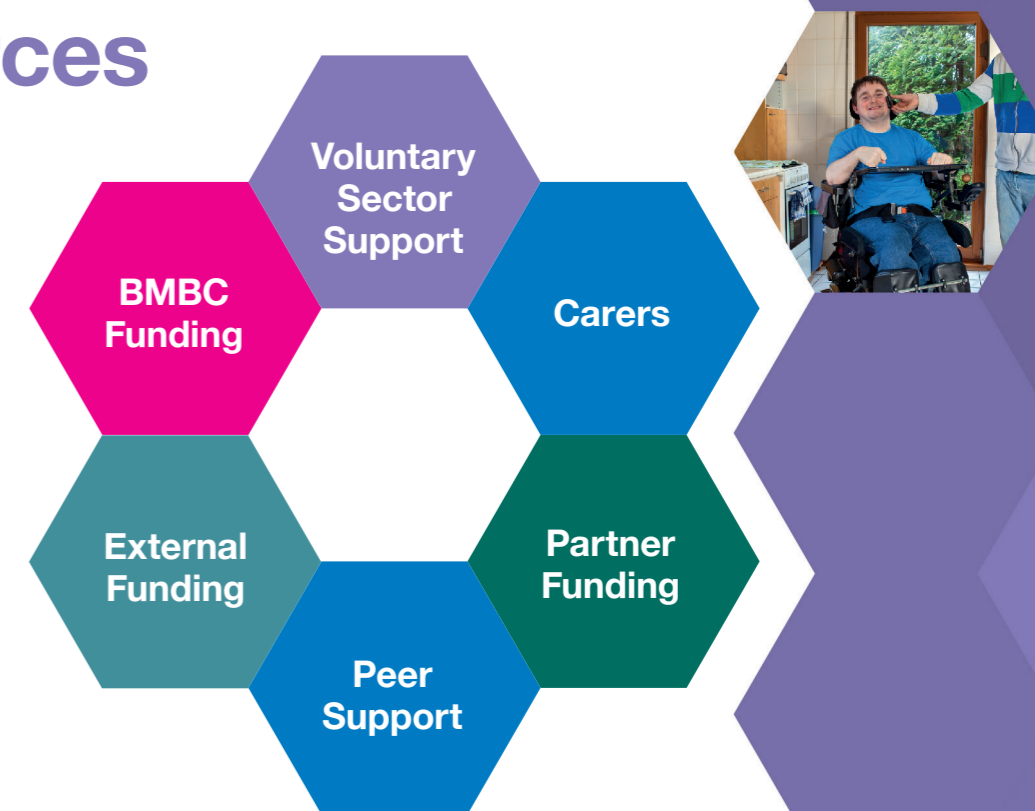 ces
Voluntary
Sector
Support
BMBC
Funding
Carers
External
Funding
Partner
Funding
Peer
Support